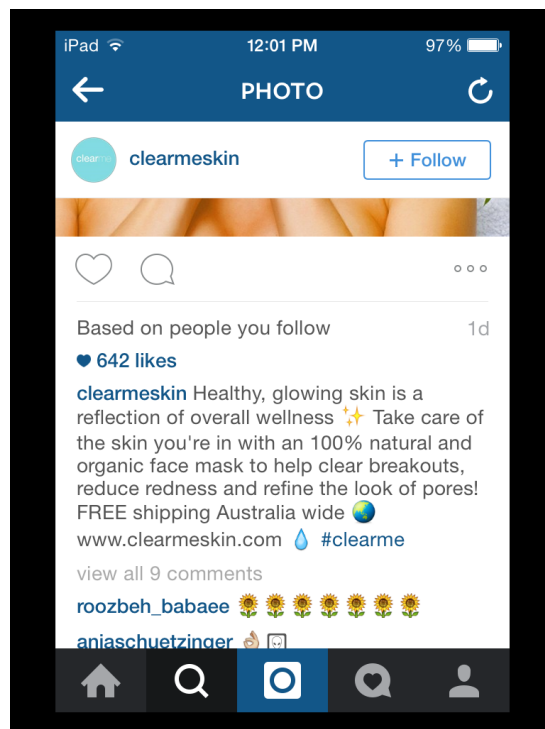 iPad 12:01 PM 97%
PHOTO
clearme clearmeskin + Follow
Based on people you follow 1d
642 likes
clearmeskin Healthy, glowing skin is a
reflection of overall wellness ✨ Take care of
the skin you're in with an 100% natural and
organic face mask to help clear breakouts,
reduce redness and refine the look of pores!
FREE shipping Australia wide 🌏
www.clearmeskin.com 💧 #clearme
view all 9 comments
roozbeh_babaee 🌻🌻🌻🌻🌻🌻🌻
aniaschuetzinger 👌🏼